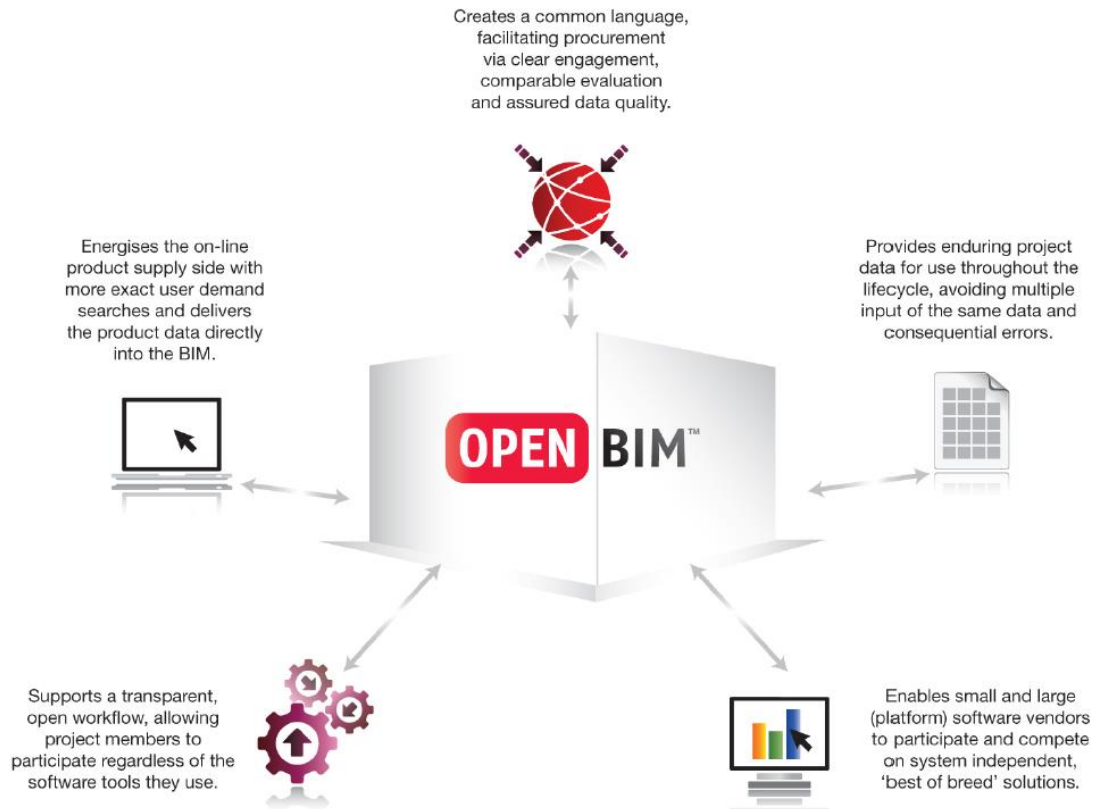 Creates a common language,
facilitating procurement
via clear engagement,
comparable evaluation
and assured data quality.
Energises the on-line
product supply side with
more exact user demand
searches and delivers
the product data directly
into the BIM.
Provides enduring project
data for use throughout the
lifecycle, avoiding multiple
input of the same data and
consequential errors.
OPEN BIM™
Supports a transparent,
open workflow, allowing
project members to
participate regardless of the
software tools they use.
Enables small and large
(platform) software vendors
to participate and compete
on system independent,
‘best of breed’ solutions.